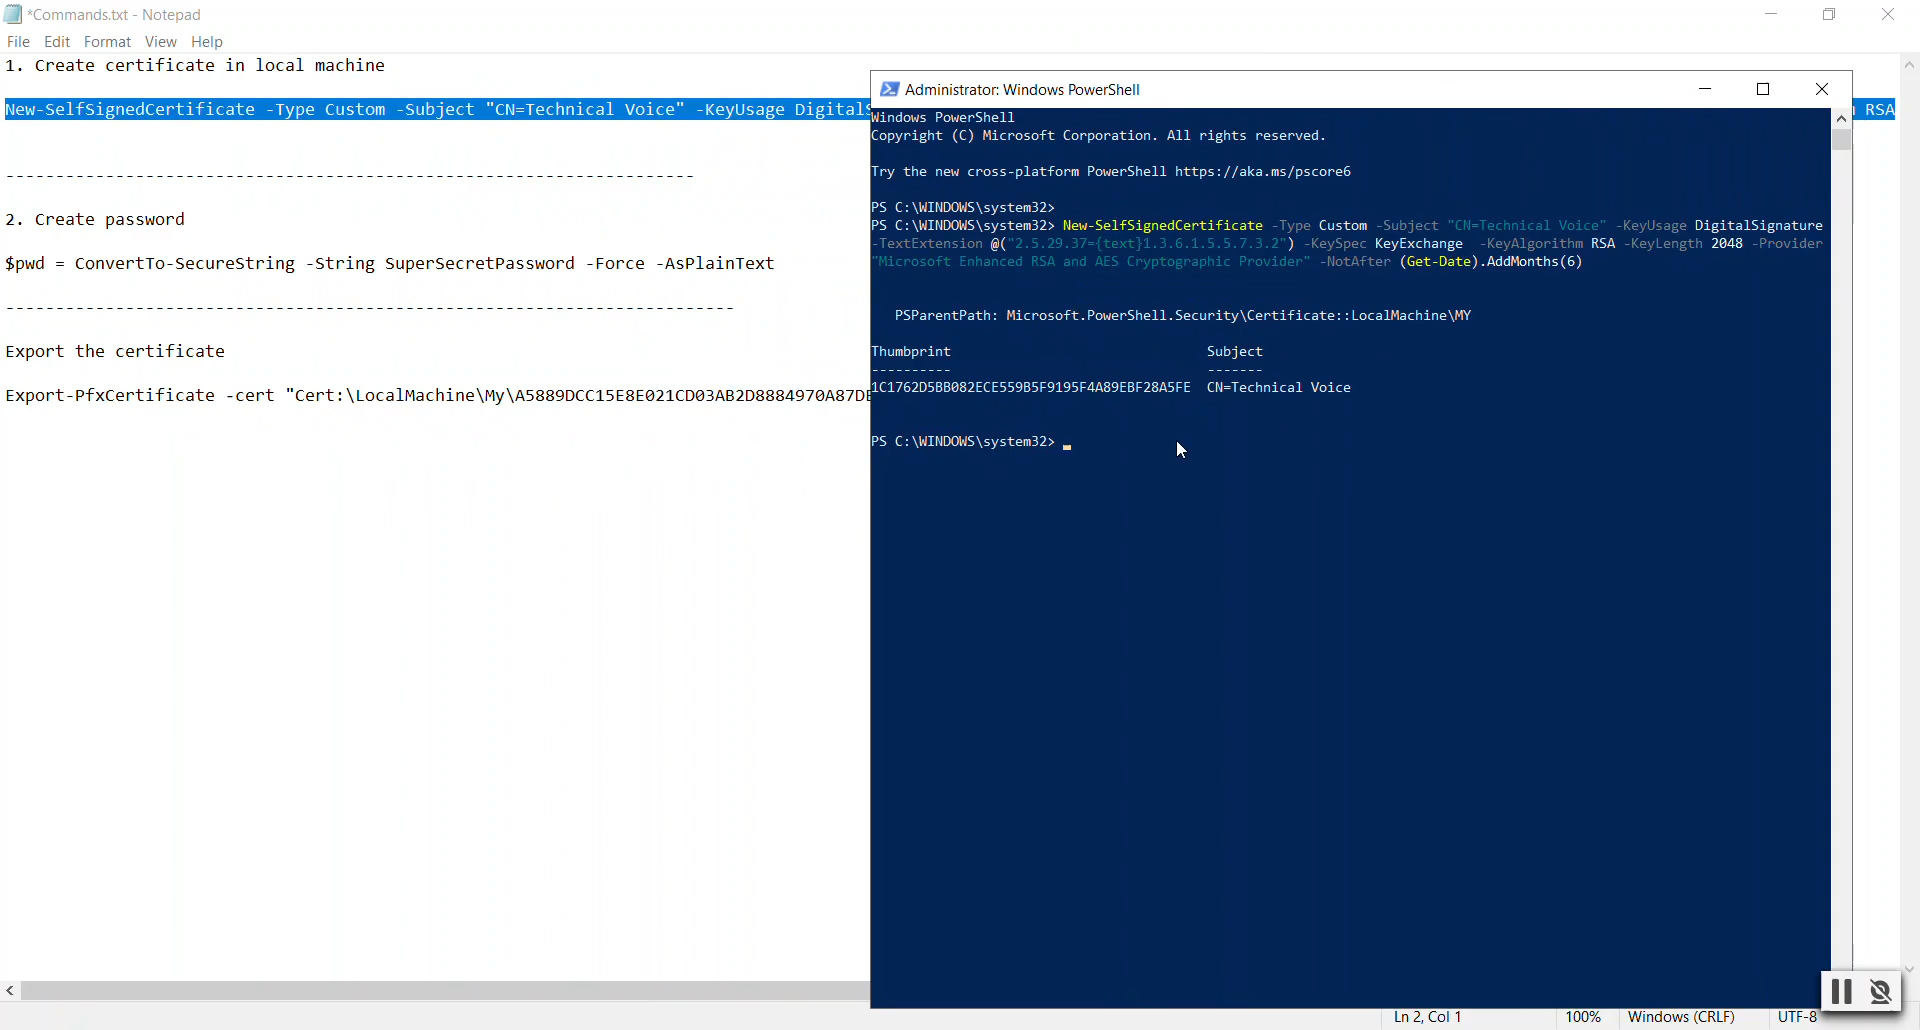 *Commands.txt - Notepad
File Edit Format View Help
1. Create certificate in local machine
New-SelfSignedCertificate -Type Custom -Subject "CN=Technical Voice" -KeyUsage DigitalS
RSA
--------------------------------------------------------------------
2. Create password
$pwd = ConvertTo-SecureString -String SuperSecretPassword -Force -AsPlainText
------------------------------------------------------------------------
Export the certificate
Export-PfxCertificate -cert "Cert:\LocalMachine\My\A5889DCC15E8E021CD03AB2D8884970A87D
Administrator: Windows PowerShell
Windows PowerShell
Copyright (C) Microsoft Corporation. All rights reserved.
Try the new cross-platform PowerShell https://aka.ms/pscore6
PS C:\WINDOWS\system32>
PS C:\WINDOWS\system32> New-SelfSignedCertificate -Type Custom -Subject "CN=Technical Voice" -KeyUsage DigitalSignature
-TextExtension @("2.5.29.37={text}1.3.6.1.5.5.7.3.2") -KeySpec KeyExchange -KeyAlgorithm RSA -KeyLength 2048 -Provider
"Microsoft Enhanced RSA and AES Cryptographic Provider" -NotAfter (Get-Date).AddMonths(6)
PSParentPath: Microsoft.PowerShell.Security\Certificate::LocalMachine\MY
Thumbprint Subject
---------- -------
1C1762D5BB082ECE559B5F9195F4A89EBF28A5FE CN=Technical Voice
PS C:\WINDOWS\system32>
Ln 2, Col 1 100% Windows (CRLF) UTF-8